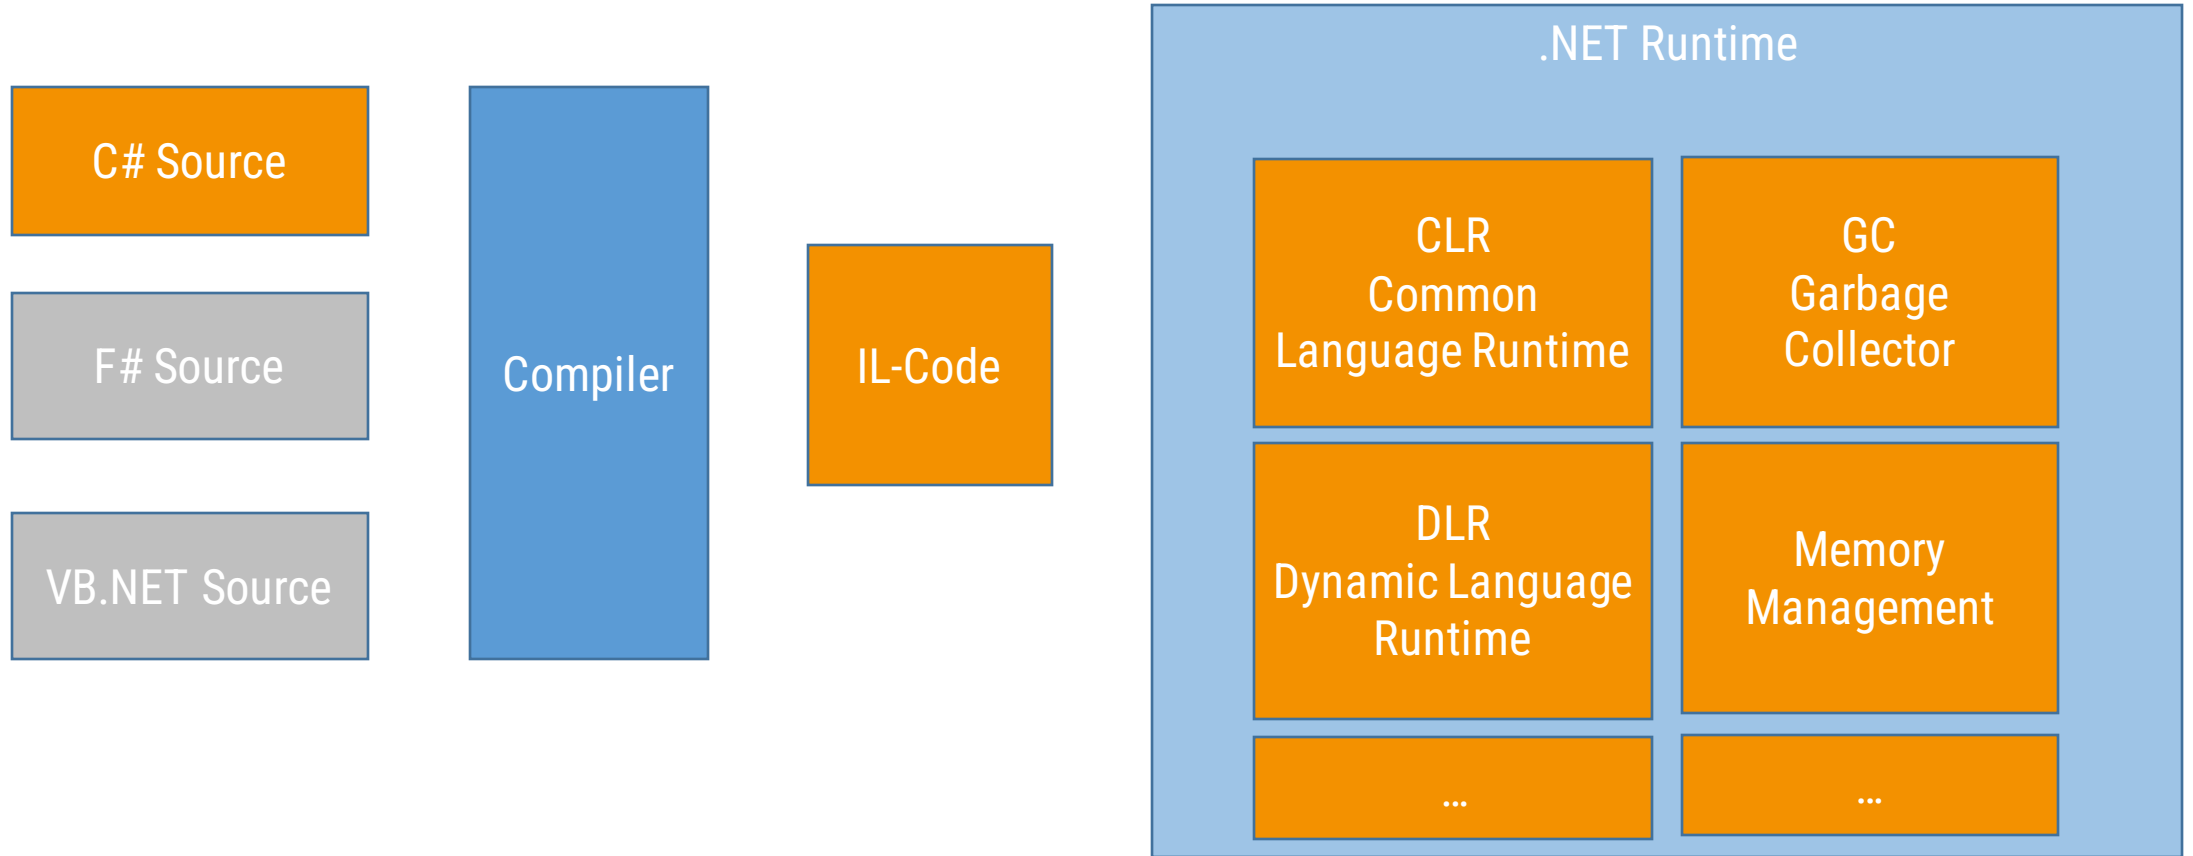 .NET Runtime
C# Source
F# Source
VB.NET Source
Compiler
IL-Code
CLR
Common
Language Runtime
GC
Garbage
Collector
DLR
Dynamic Language
Runtime
Memory
Management
...
...